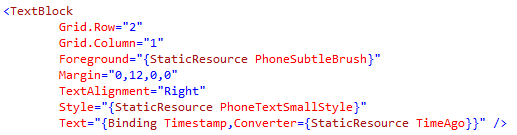 <TextBlock
Grid.Row="2"
Grid.Column="1"
Foreground="{StaticResource PhoneSubtleBrush}"
Margin="0,12,0,0"
TextAlignment="Right"
Style="{StaticResource PhoneTextSmallStyle}"
Text="{Binding Timestamp,Converter={StaticResource TimeAgo}}" />